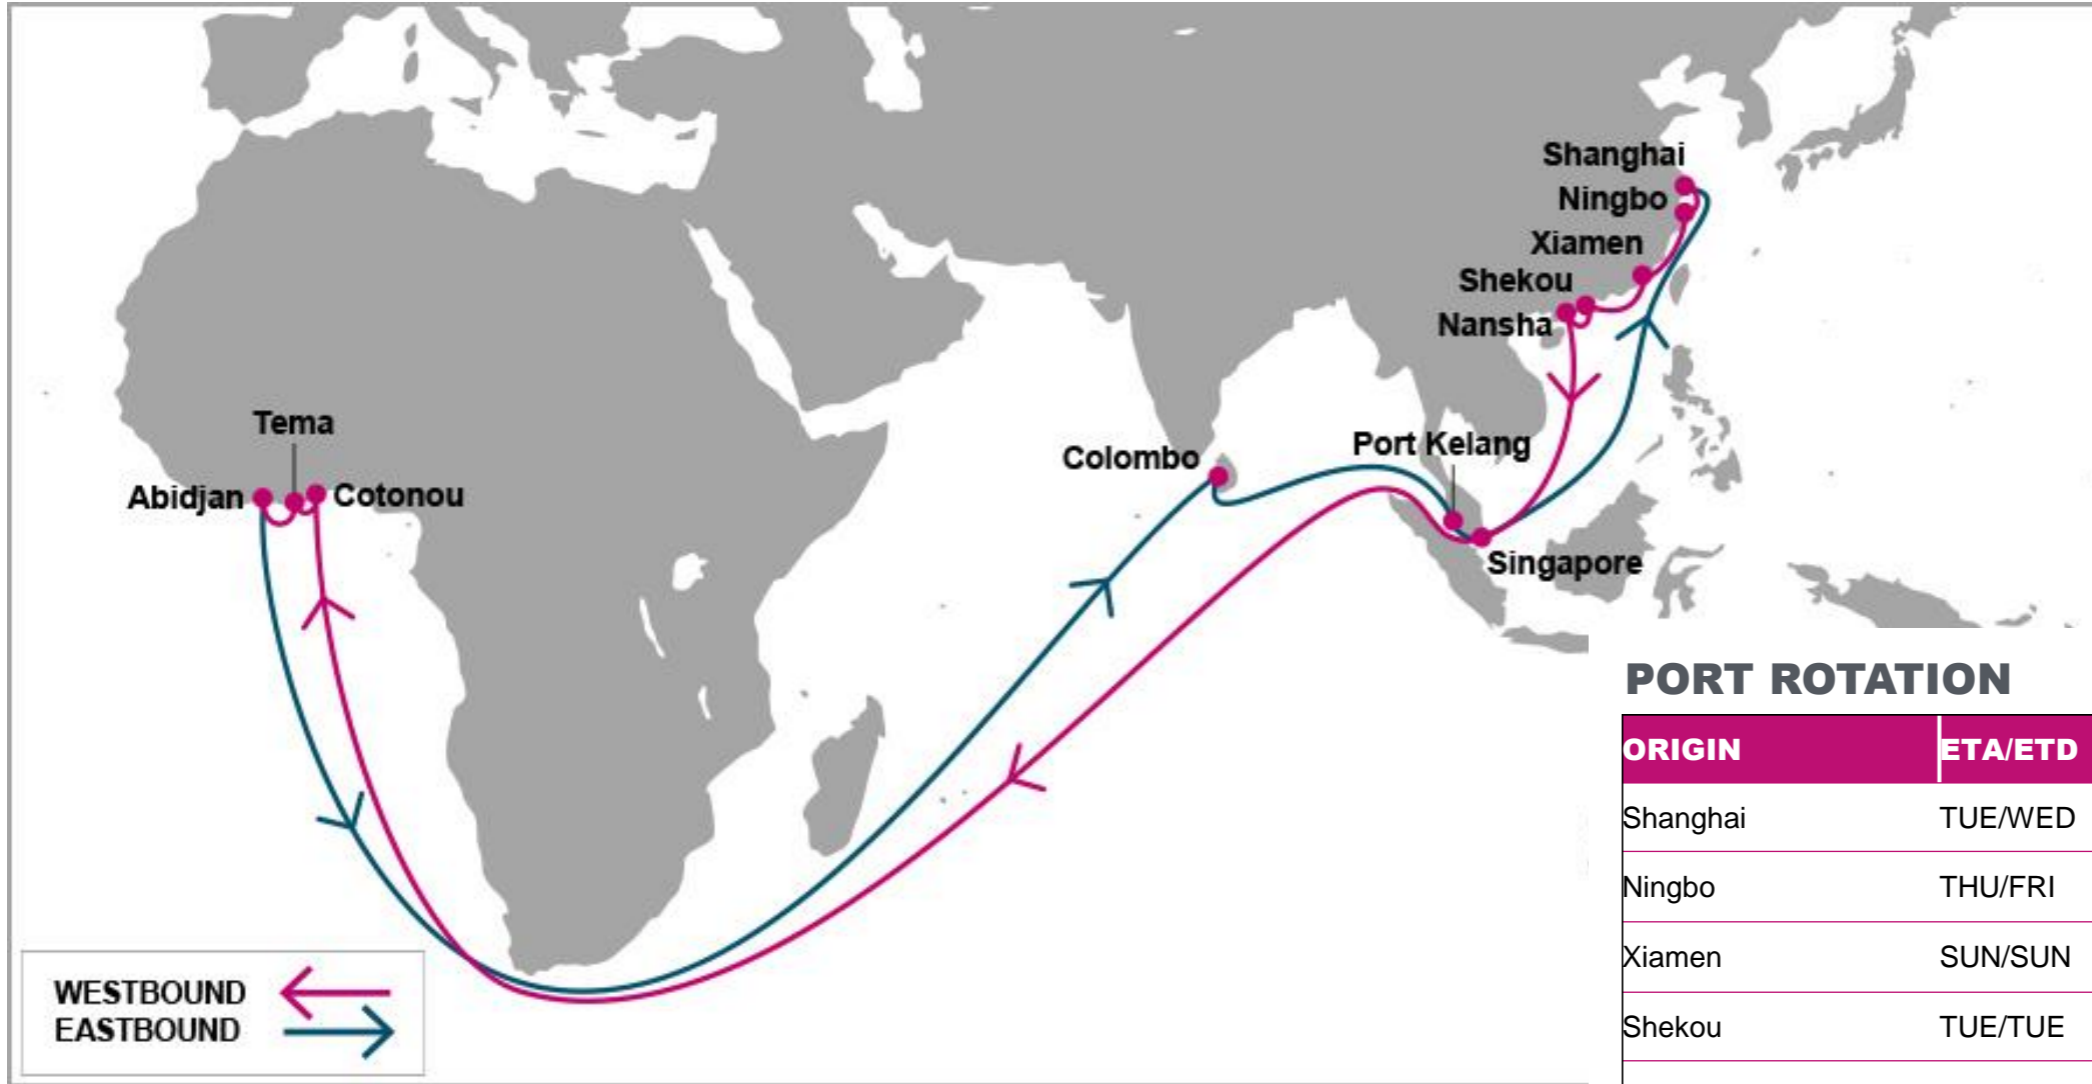 Shanghai
Ningbo
Xiamen
Shekou
Nansha
Tema
Port Kelang
Colombo
Abidjan
Cotonou
Singapore
WESTBOUND
EASTBOUND
PORT ROTATION
ORIGIN ETA/ETD
Shanghai TUE/WED
Ningbo THU/FRI
Xiamen SUN/SUN
Shekou TUE/TUE